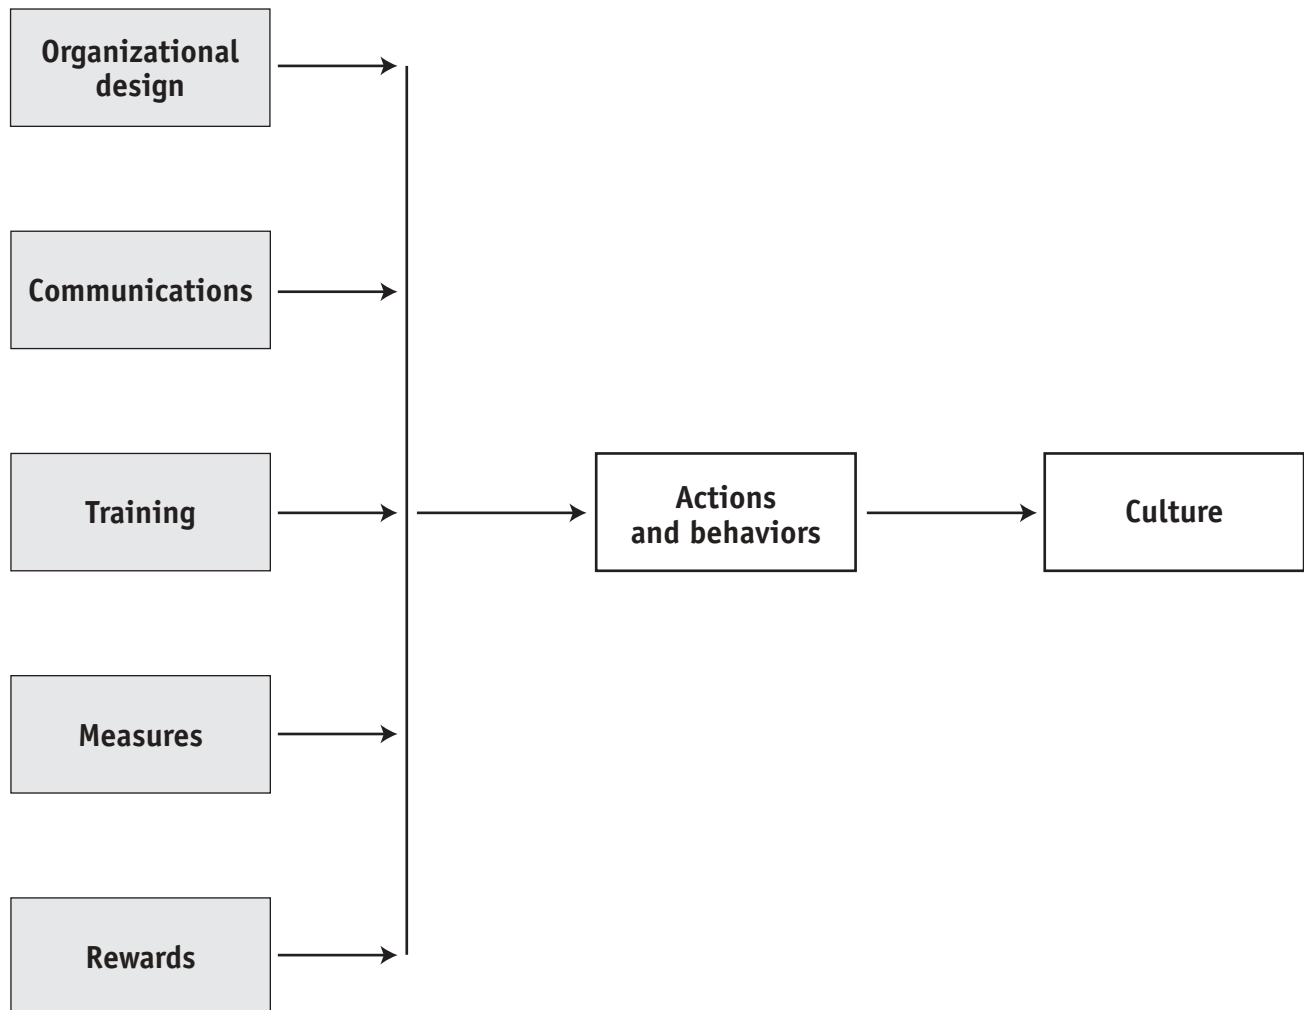 Organizational
design
Communications
Training
Actions
and behaviors
Culture
Measures
Rewards